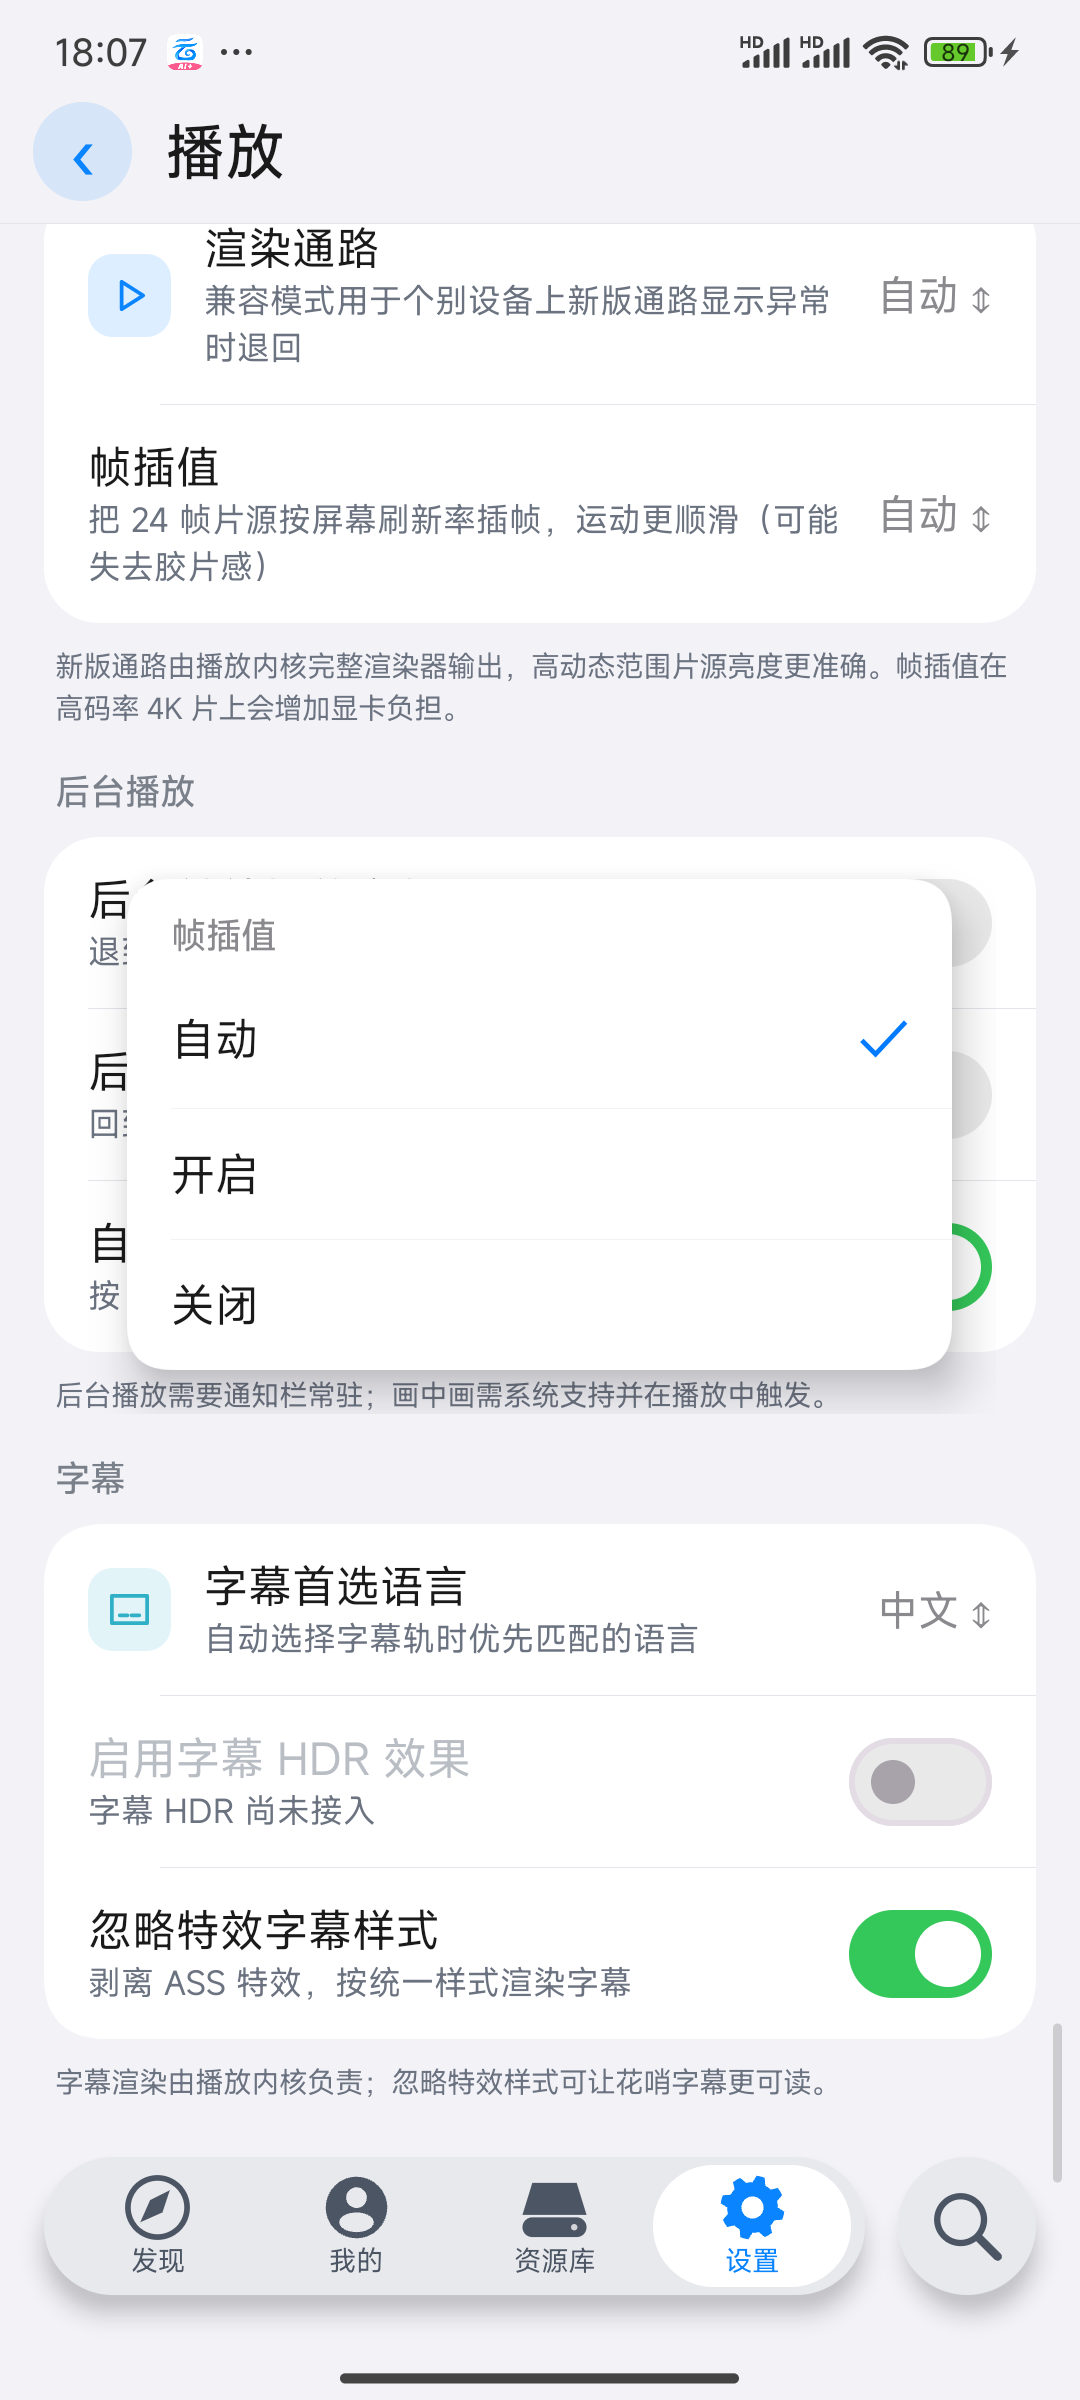 18:07
HD HD 89
播放
渲染通路
兼容模式用于个别设备上新版通路显示异常
时退回
自动
帧插值
把 24 帧片源按屏幕刷新率插帧，运动更顺滑（可能
失去胶片感）
自动
新版通路由播放内核完整渲染器输出，高动态范围片源亮度更准确。帧插值在
高码率 4K 片上会增加显卡负担。
后台播放
后
退
帧插值
自动
后
回
开启
自
按
关闭
后台播放需要通知栏常驻；画中画需系统支持并在播放中触发。
字幕
字幕首选语言
自动选择字幕轨时优先匹配的语言
中文
启用字幕 HDR 效果
字幕 HDR 尚未接入
忽略特效字幕样式
剥离 ASS 特效，按统一样式渲染字幕
字幕渲染由播放内核负责；忽略特效样式可让花哨字幕更可读。
发现
我的
资源库
设置